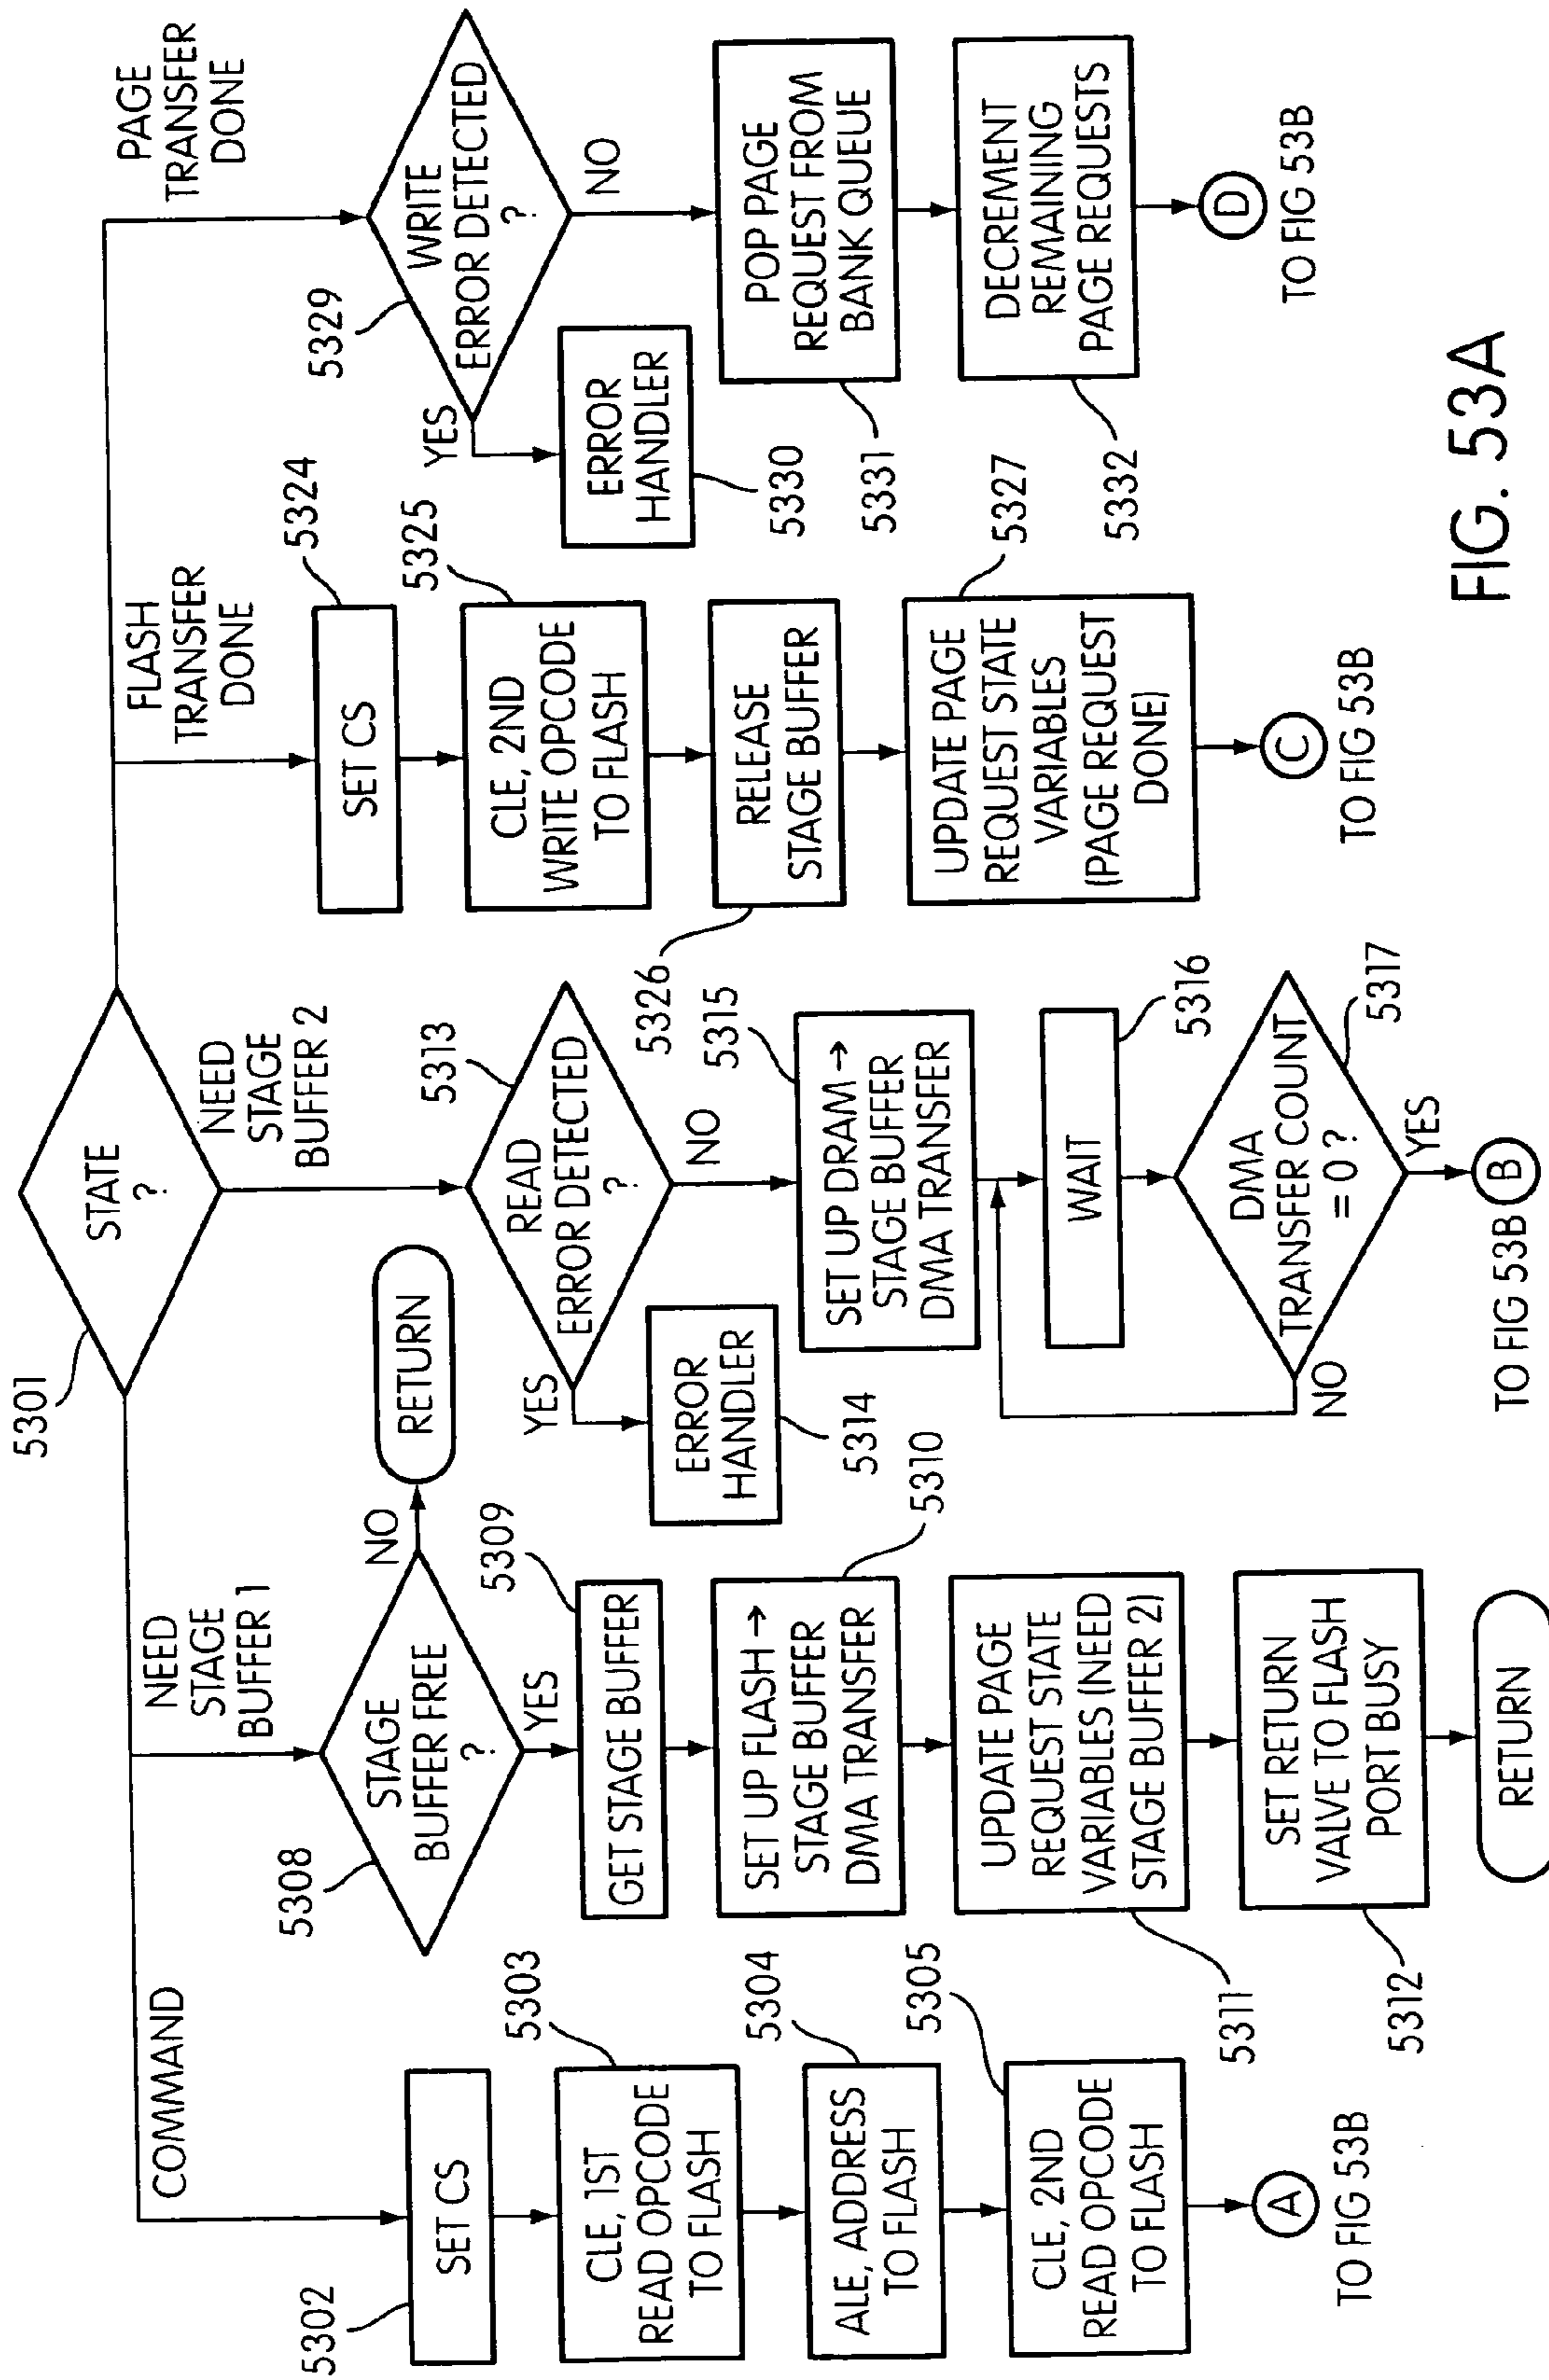 5301
STATE
?
COMMAND
5302
SET CS
5303
CLE, 1ST
READ OPCODE
TO FLASH
5304
ALE, ADDRESS
TO FLASH
5305
CLE, 2ND
READ OPCODE
TO FLASH
A
TO FIG 53B
NEED
STAGE
BUFFER 1
5308
STAGE
BUFFER FREE
?
NO
RETURN
YES
5309
GET STAGE BUFFER
5310
SET UP FLASH →
STAGE BUFFER
DMA TRANSFER
5311
UPDATE PAGE
REQUEST STATE
VARIABLES (NEED
STAGE BUFFER 2)
5312
SET RETURN
VALVE TO FLASH
PORT BUSY
RETURN
NEED
STAGE
BUFFER 2
5313
READ
ERROR DETECTED
?
YES
ERROR
HANDLER
5314
NO
5315
SET UP DRAM →
STAGE BUFFER
DMA TRANSFER
5316
WAIT
5317
DMA
TRANSFER COUNT
= 0 ?
NO
YES
TO FIG 53B B
FLASH
TRANSFER
DONE
5324
SET CS
5325
CLE, 2ND
WRITE OPCODE
TO FLASH
5326
RELEASE
STAGE BUFFER
5327
UPDATE PAGE
REQUEST STATE
VARIABLES
(PAGE REQUEST
DONE)
C
TO FIG 53B
PAGE
TRANSFER
DONE
5329
WRITE
ERROR DETECTED
?
YES
ERROR
HANDLER
5330
NO
5331
POP PAGE
REQUEST FROM
BANK QUEUE
5332
DECREMENT
REMAINING
PAGE REQUESTS
D
TO FIG 53B
FIG. 53A